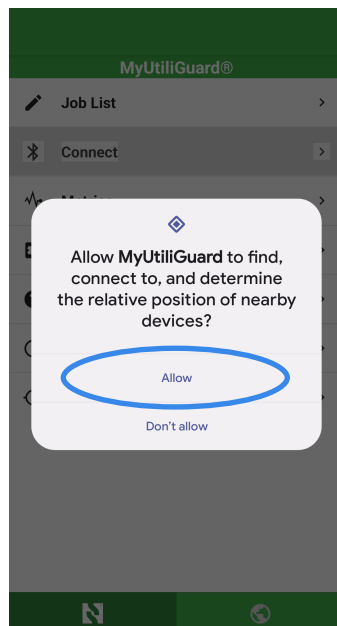 MyUtiliGuard®
Job List
Connect
Metrics
Allow MyUtiliGuard to find,
connect to, and determine
the relative position of nearby
devices?
Allow
Don't allow